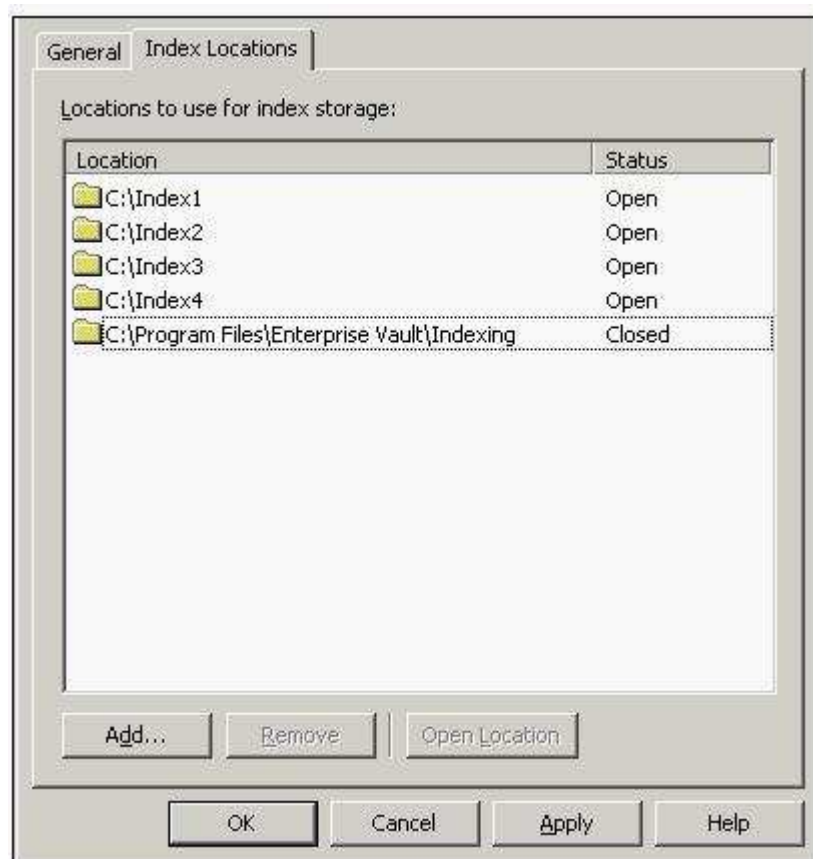 General Index Locations
Locations to use for index storage:
Location Status
C:\Index1 Open
C:\Index2 Open
C:\Index3 Open
C:\Index4 Open
C:\Program Files\Enterprise Vault\Indexing Closed
Add... Remove Open Location
OK Cancel Apply Help